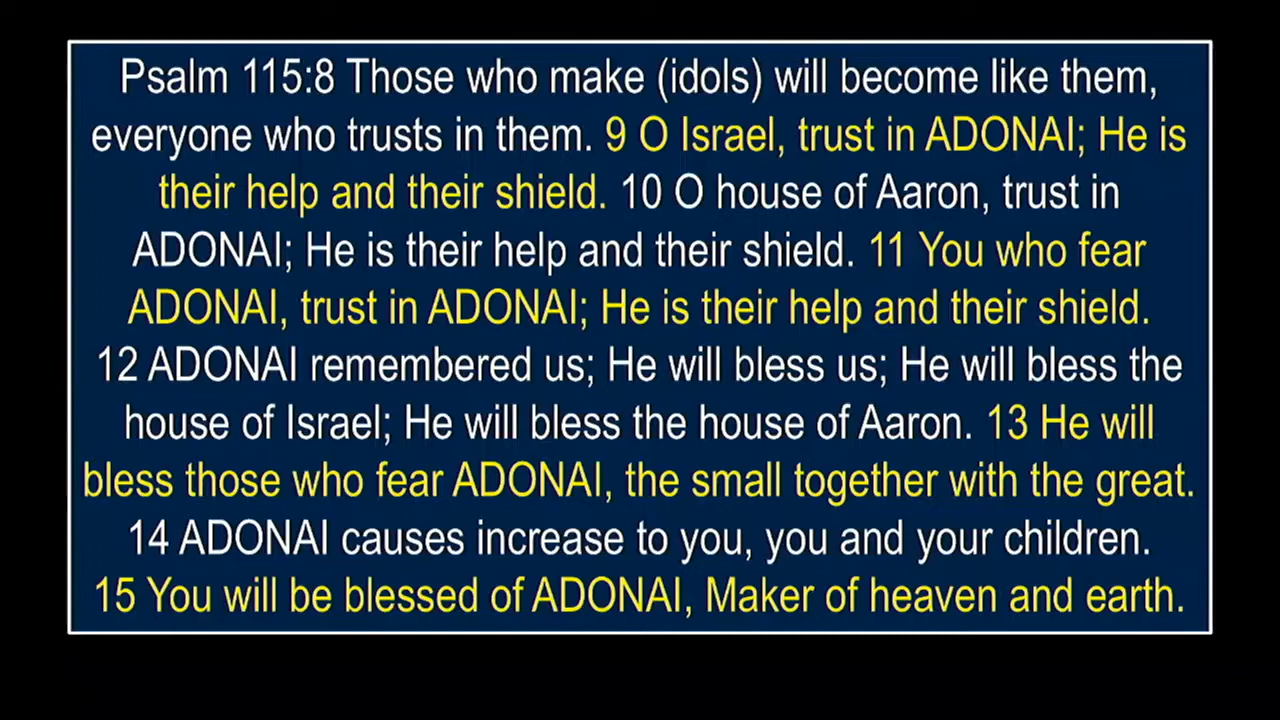 Psalm 115:8 Those who make (idols) will become like them,
everyone who trusts in them. 9 O Israel, trust in ADONAI; He is
their help and their shield. 10 O house of Aaron, trust in
ADONAI; He is their help and their shield. 11 You who fear
ADONAI, trust in ADONAI; He is their help and their shield.
12 ADONAI remembered us; He will bless us; He will bless the
house of Israel; He will bless the house of Aaron. 13 He will
bless those who fear ADONAI, the small together with the great.
14 ADONAI causes increase to you, you and your children.
15 You will be blessed of ADONAI, Maker of heaven and earth.